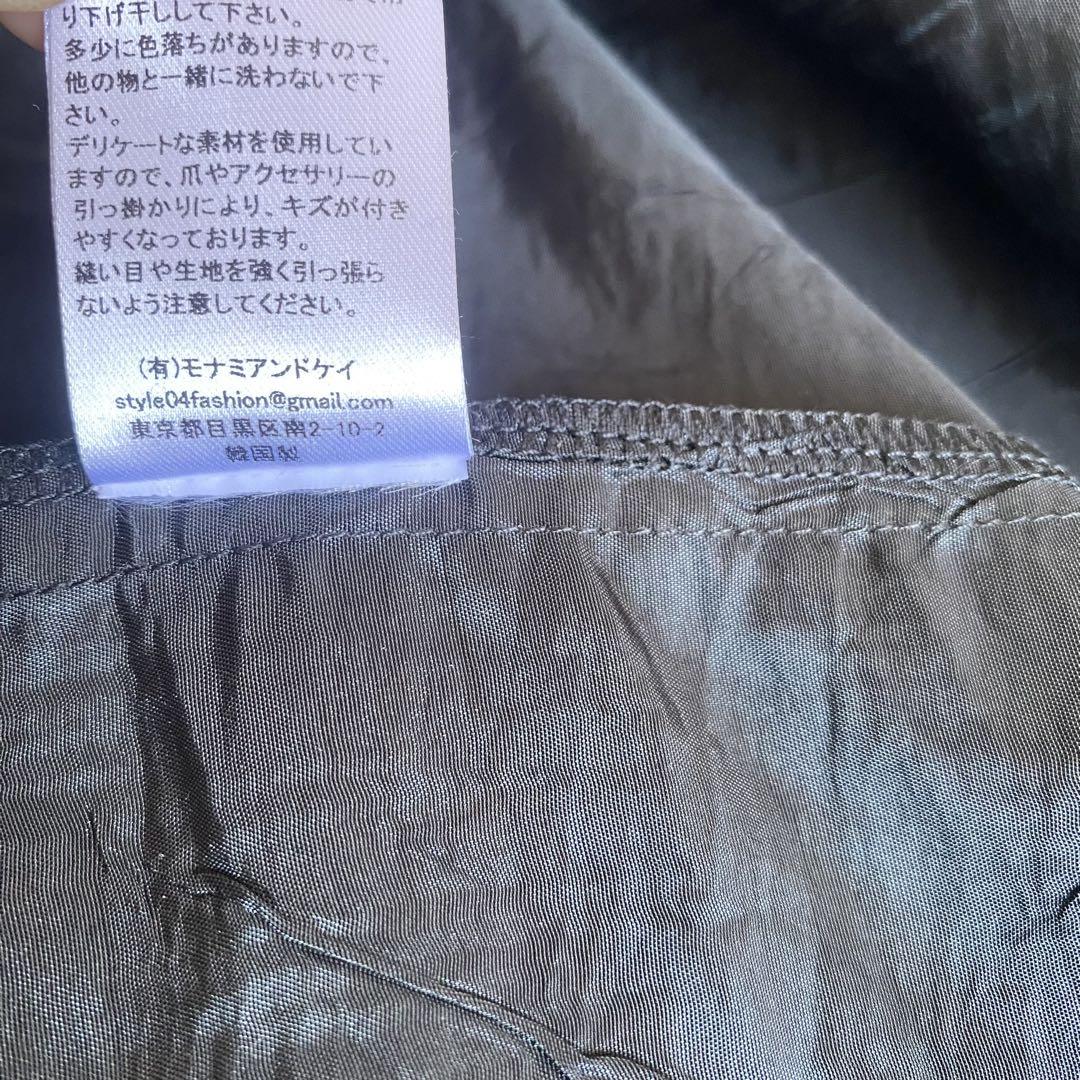 り下げ干しして下さい。
多少に色落ちがありますので、
他の物と一緒に洗わないで下
さい。
デリケートな素材を使用してい
ますので、爪やアクセサリーの
引っ掛かりにより、キズが付き
やすくなっております。
縫い目や生地を強く引っ張ら
ないよう注意してください。
(有)モナミアンドケイ
style04fashion@gmail.com
東京都目黒区南2-10-2
韓国製